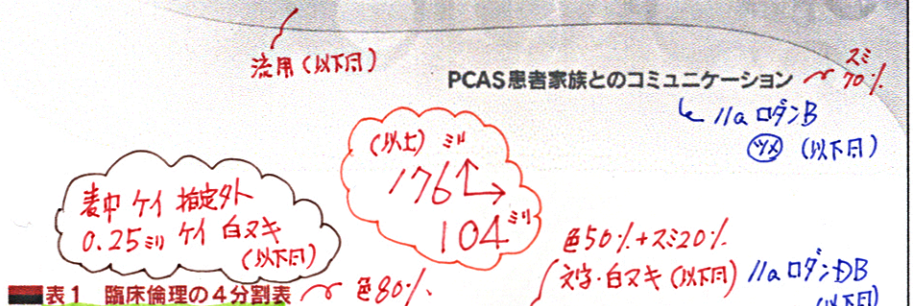 流用(以下同)
PCAS患者家族とのコミュニケーション
スミ
70%
11Q ロダンB
ツメ (以下同)
(以上) ミリ
176
104ミリ
表中 ケイ 指定外
0.25ミリ ケイ 白ヌキ
(以下同)
色50%+スミ20%
文字・白ヌキ(以下同) 11Q ロダンDB
(以下同)
表1 臨床倫理の4分割表
色80%